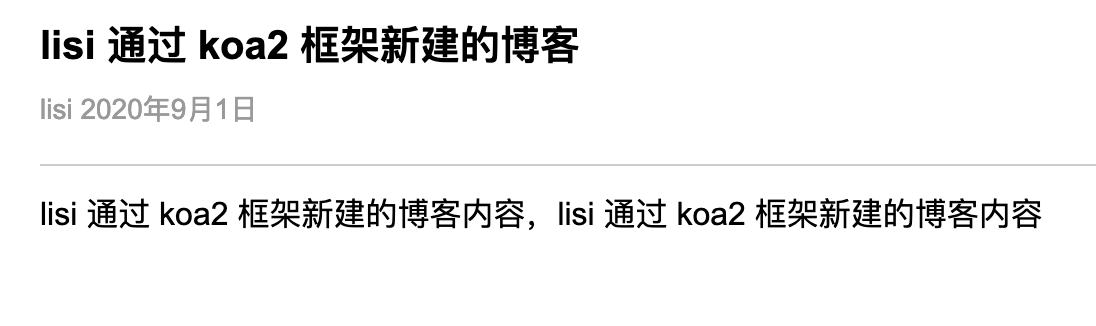 lisi 通过 koa2 框架新建的博客
lisi 2020年9月1日
lisi 通过 koa2 框架新建的博客内容，lisi 通过 koa2 框架新建的博客内容